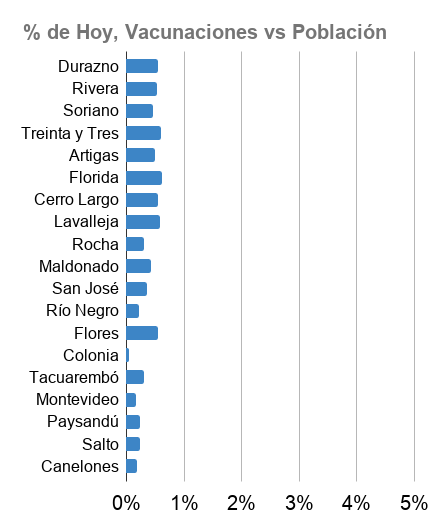 % de Hoy, Vacunaciones vs Población
Durazno
Rivera
Soriano
Treinta y Tres
Artigas
Florida
Cerro Largo
Lavalleja
Rocha
Maldonado
San José
Río Negro
Flores
Colonia
Tacuarembó
Montevideo
Paysandú
Salto
Canelones
0% 1% 2% 3% 4% 5%